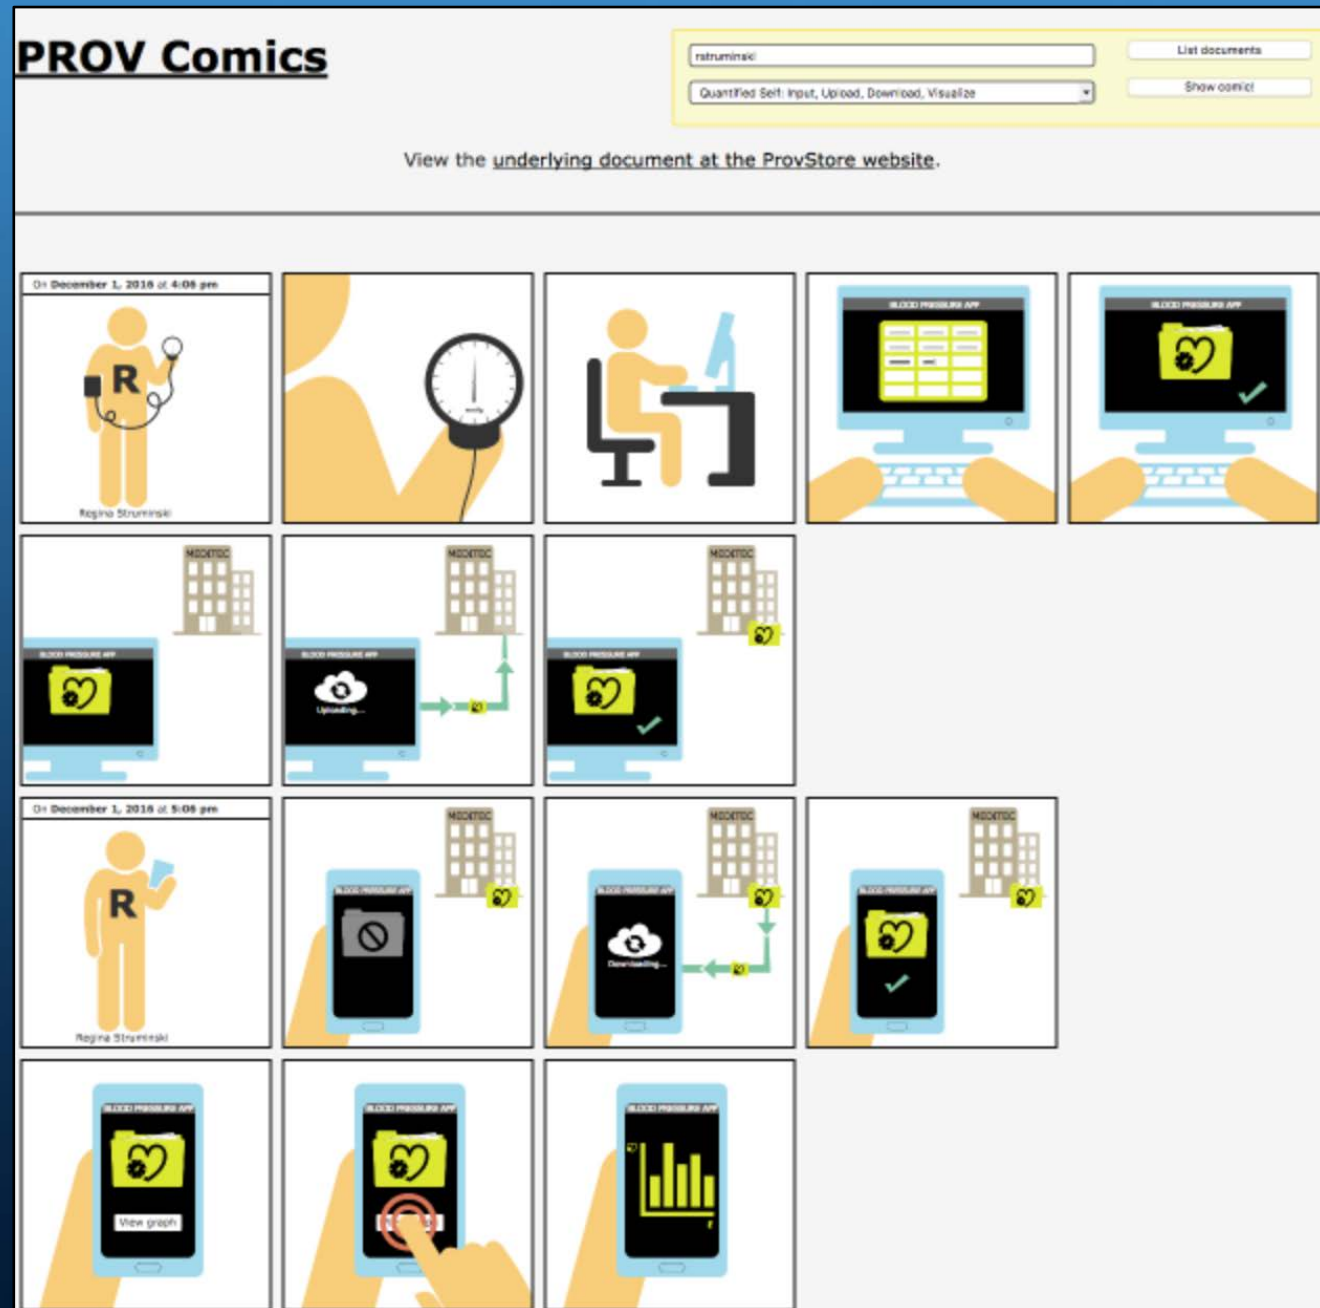 PROV Comics
rstruminski
List documents
Quantified Self: Input, Upload, Download, Visualize
Show comic!
View the underlying document at the ProvStore website.
On December 1, 2016 at 4:06 pm
R
Regina Struminski
BLOOD PRESSURE APP
BLOOD PRESSURE APP
MEDITEC
BLOOD PRESSURE APP
MEDITEC
BLOOD PRESSURE APP
Uploading...
MEDITEC
BLOOD PRESSURE APP
On December 1, 2016 at 5:06 pm
R
Regina Struminski
MEDITEC
BLOOD PRESSURE APP
MEDITEC
BLOOD PRESSURE APP
Downloading...
MEDITEC
BLOOD PRESSURE APP
BLOOD PRESSURE APP
View graph
BLOOD PRESSURE APP
BLOOD PRESSURE APP
t